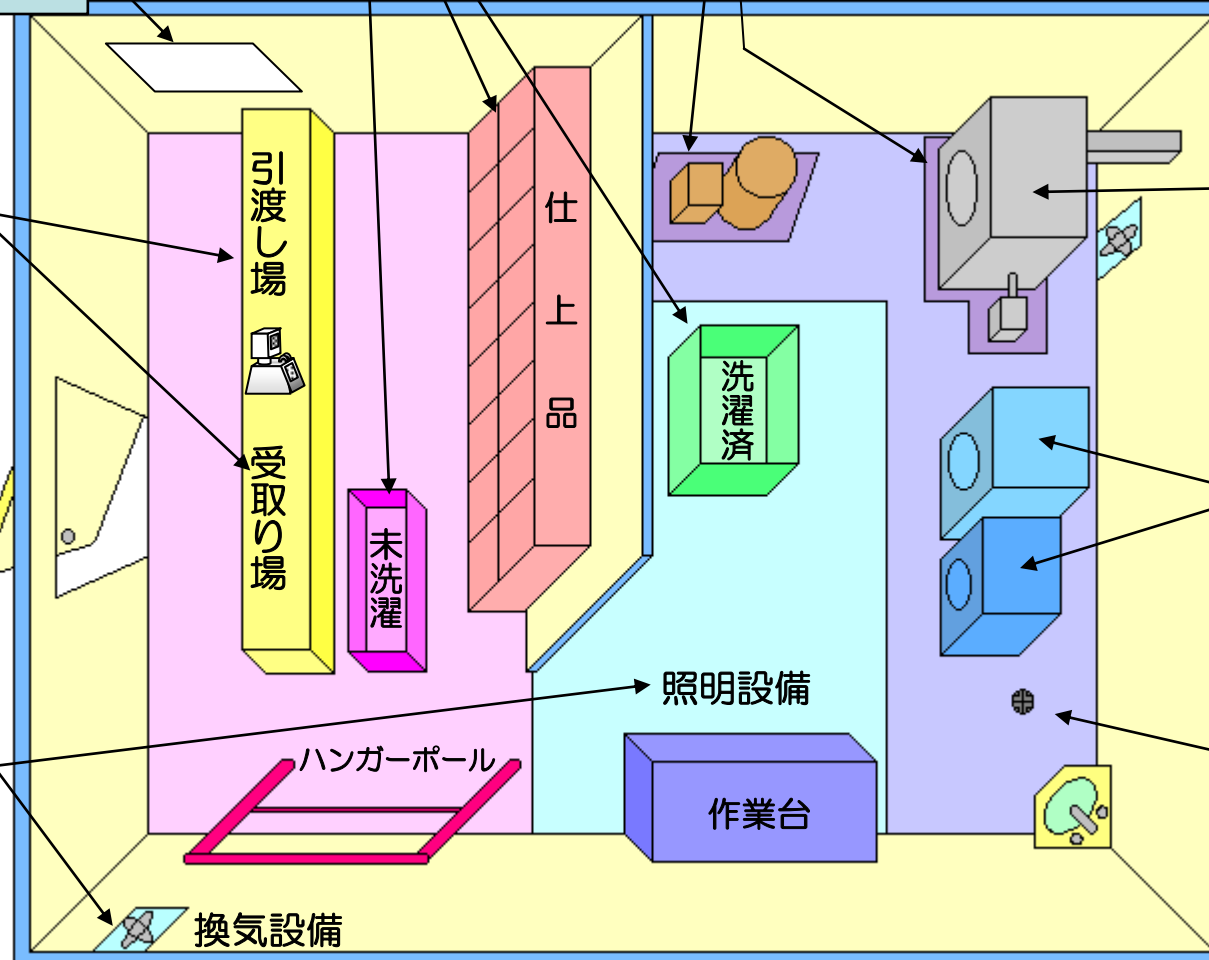 引渡し場
受取り場
未洗濯
仕上品
洗濯済
照明設備
ハンガーポール
作業台
換気設備